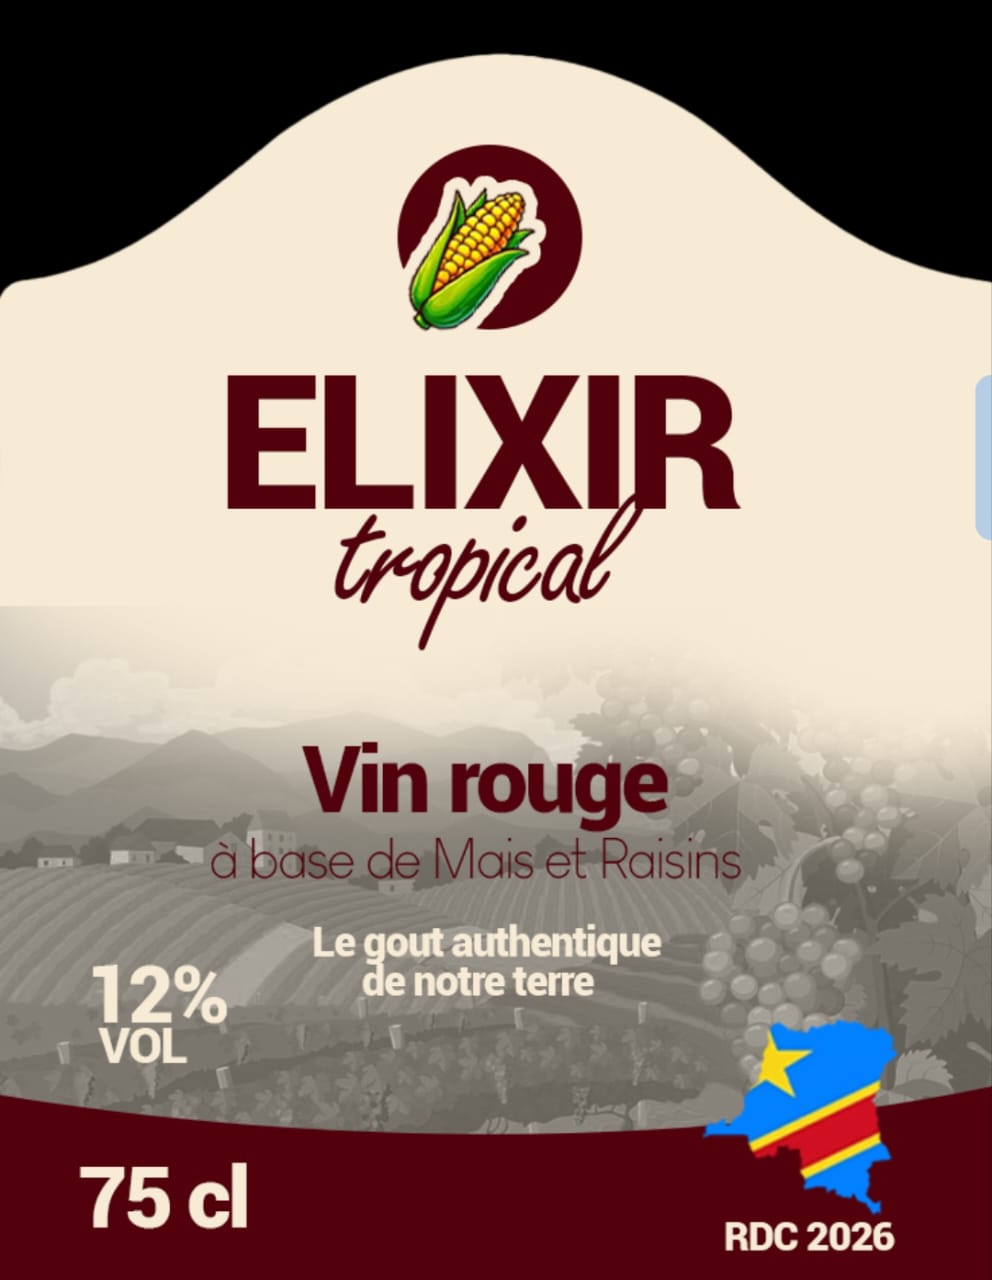 ELIXIR
tropical
Vin rouge
à base de Mais et Raisins
Le gout authentique
de notre terre
12%
VOL
75 cl
RDC 2026